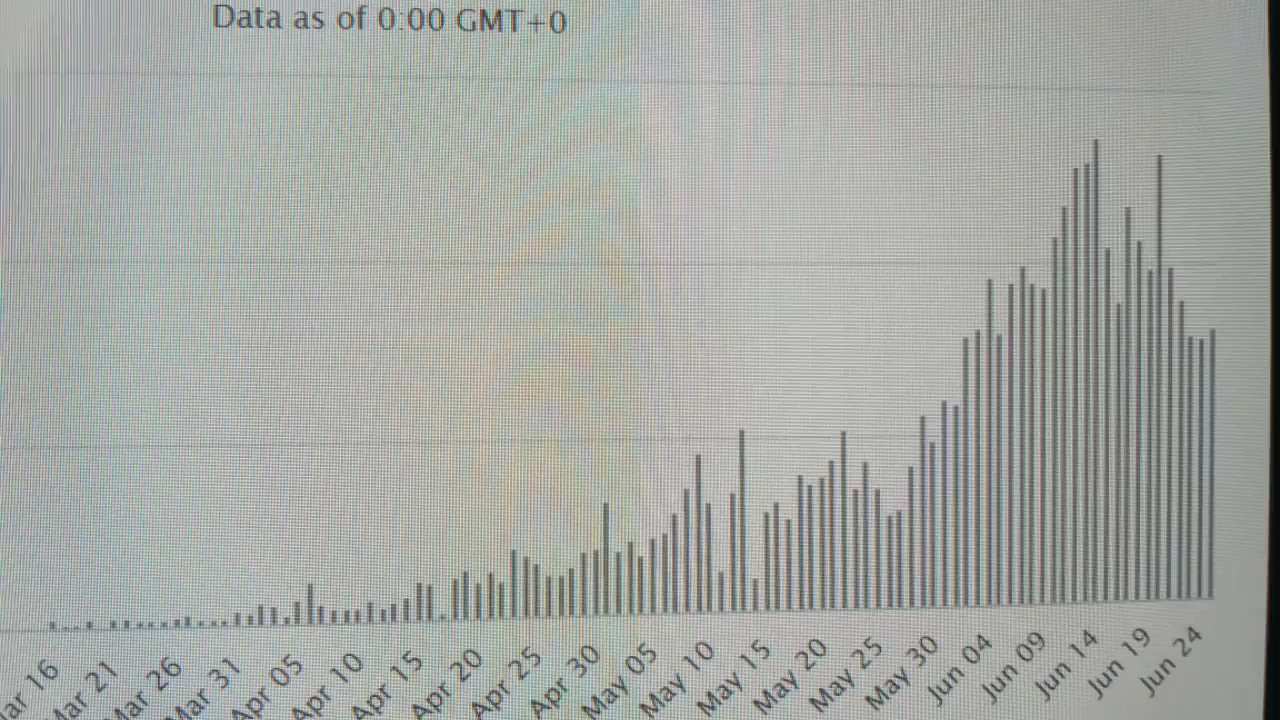 Data as of 0:00 GMT+0
ar 16
Mar 21
Mar 26
Mar 31
Apr 05
Apr 10
Apr 15
Apr 20
Apr 25
Apr 30
May 05
May 10
May 15
May 20
May 25
May 30
Jun 04
Jun 09
Jun 14
Jun 19
Jun 24